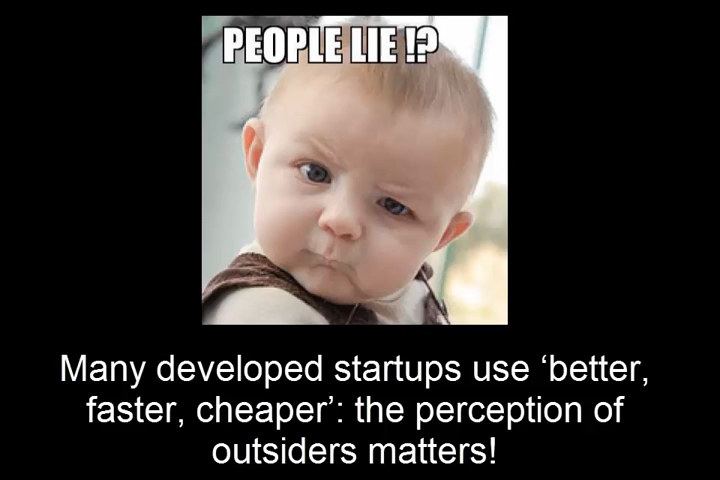 PEOPLE LIE !?
Many developed startups use ‘better,
faster, cheaper’: the perception of
outsiders matters!